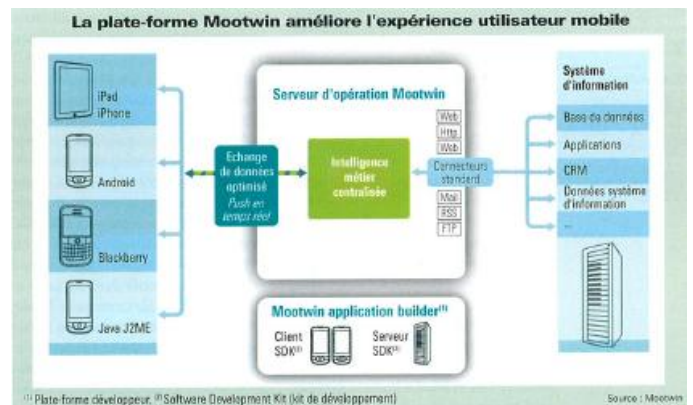 La plate-forme Mootwin améliore l'expérience utilisateur mobile
iPad
iPhone
Android
Blackberry
Java J2ME
Echange
de données
optimisé
Push en
temps réel
Serveur d'opération Mootwin
Intelligence
métier
centralisée
Web
Http
Web
Connecteurs
standard
Mail
RSS
FTP
Système
d'information
Base de données
Applications
CRM
Données système
d'information
...
Mootwin application builder(1)
Client
SDK(2)
Serveur
SDK(2)
(1) Plate-forme développeur, (2) Software Development Kit (kit de développement)
Source : Mootwin